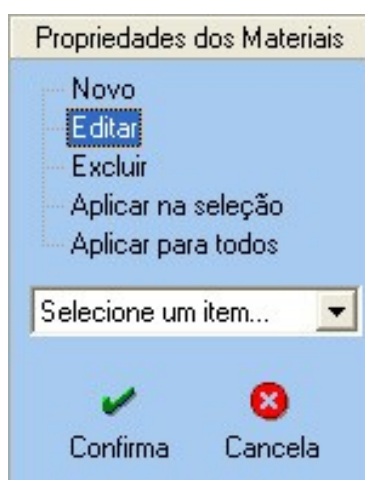 Propriedades dos Materiais
Novo
Editar
Excluir
Aplicar na seleção
Aplicar para todos
Selecione um item...
Confirma Cancela